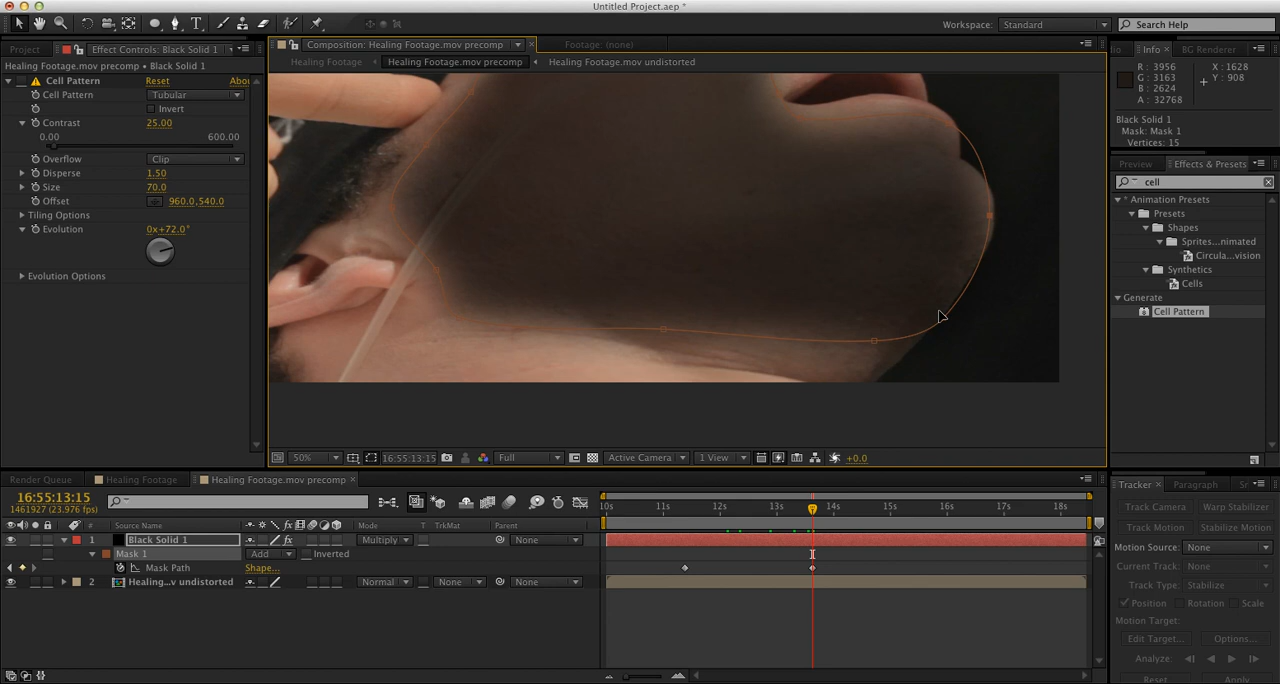 Untitled Project.aep *
Workspace: Standard Search Help
Project Effect Controls: Black Solid 1
Healing Footage.mov precomp • Black Solid 1
Cell Pattern Reset Abou
Cell Pattern Tubular
Invert
Contrast 25.00
0.00 600.00
Overflow Clip
Disperse 1.50
Size 70.0
Offset 960.0,540.0
Tiling Options
Evolution 0x+72.0°
Evolution Options
Composition: Healing Footage.mov precomp Footage: (none)
Healing Footage Healing Footage.mov precomp Healing Footage.mov undistorted
50% 16:55:13:15 Full Active Camera 1 View +0.0
Info BG Renderer
R : 3956 X : 1628
G : 3163 Y : 908
B : 2624
A : 32768
Black Solid 1
Mask: Mask 1
Vertices: 15
Preview Effects & Presets
cell
* Animation Presets
Presets
Shapes
Sprites...nimated
Circula...vision
Synthetics
Cells
Generate
Cell Pattern
Render Queue Healing Footage Healing Footage.mov precomp
16:55:13:15
1461927 (23.976 fps)
# Source Name Mode T TrkMat Parent
1 Black Solid 1 Multiply None
Mask 1 Add Inverted
Mask Path Shape...
2 Healing...v undistorted Normal None None
10s 11s 12s 13s 14s 15s 16s 17s 18s
Tracker Paragraph Sr
Track Camera Warp Stabilizer
Track Motion Stabilize Motion
Motion Source: None
Current Track: None
Track Type: Stabilize
Position Rotation Scale
Motion Target:
Edit Target... Options...
Analyze:
Reset Apply